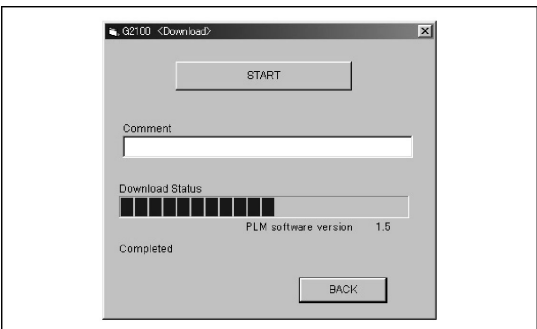 G2100 <Download>
START
Comment
Download Status
PLM software version 1.5
Completed
BACK